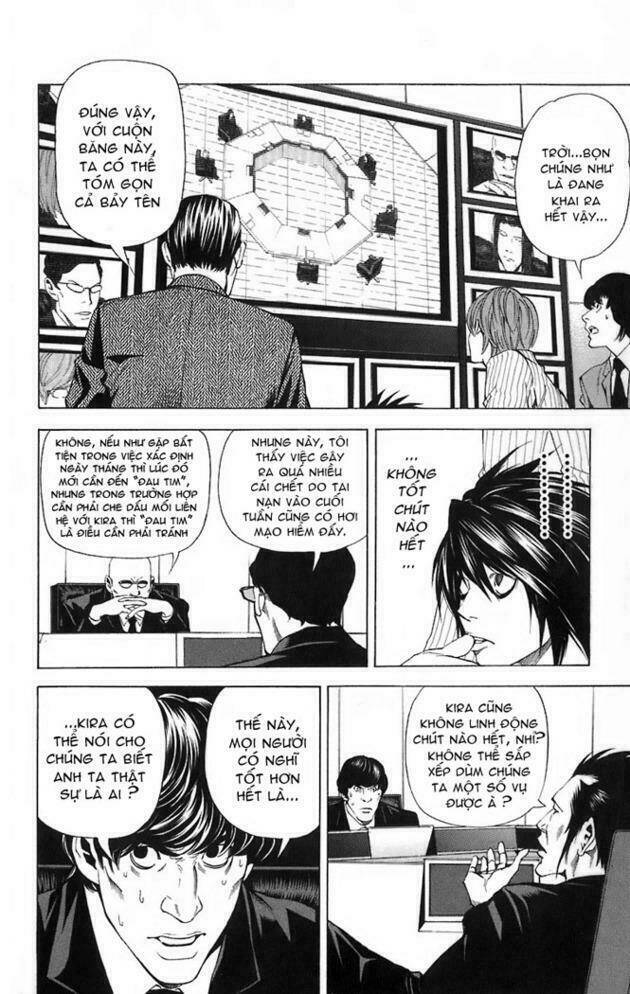 ĐÚNG VẬY,
VỚI CUỘN
BĂNG NÀY,
TA CÓ THỂ
TÓM GỌN
CẢ BẢY TÊN
TRỜI...BỌN
CHÚNG NHƯ
LÀ ĐANG
KHAI RA
HẾT VẬY...
KHÔNG, NẾU NHƯ GẶP BẤT
TIỆN TRONG VIỆC XÁC ĐỊNH
NGÀY THÁNG THÌ LÚC ĐÓ
MỚI CẦN ĐẾN "ĐAU TIM",
NHƯNG TRONG TRƯỜNG HỢP
CẦN PHẢI CHE DẤU MỐI LIÊN
HỆ VỚI KIRA THÌ "ĐAU TIM"
LÀ ĐIỀU CẦN PHẢI TRÁNH
NHƯNG NÀY, TÔI
THẤY VIỆC GÂY
RA QUÁ NHIỀU
CÁI CHẾT DO TAI
NẠN VÀO CUỐI
TUẦN CŨNG CÓ HƠI
MẠO HIỂM ĐẤY.
...
KHÔNG
TỐT
CHÚT
NÀO
HẾT
...
...KIRA CÓ
THỂ NÓI CHO
CHÚNG TA BIẾT
ANH TA THẬT
SỰ LÀ AI ?
THẾ NÀY,
MỌI NGƯỜI
CÓ NGHĨ
TỐT HƠN
HẾT LÀ...
KIRA CŨNG
KHÔNG LINH ĐỘNG
CHÚT NÀO HẾT, NHỈ?
KHÔNG THỂ SẮP
XẾP DÙM CHÚNG
TA MỘT SỐ VỤ
ĐƯỢC À ?